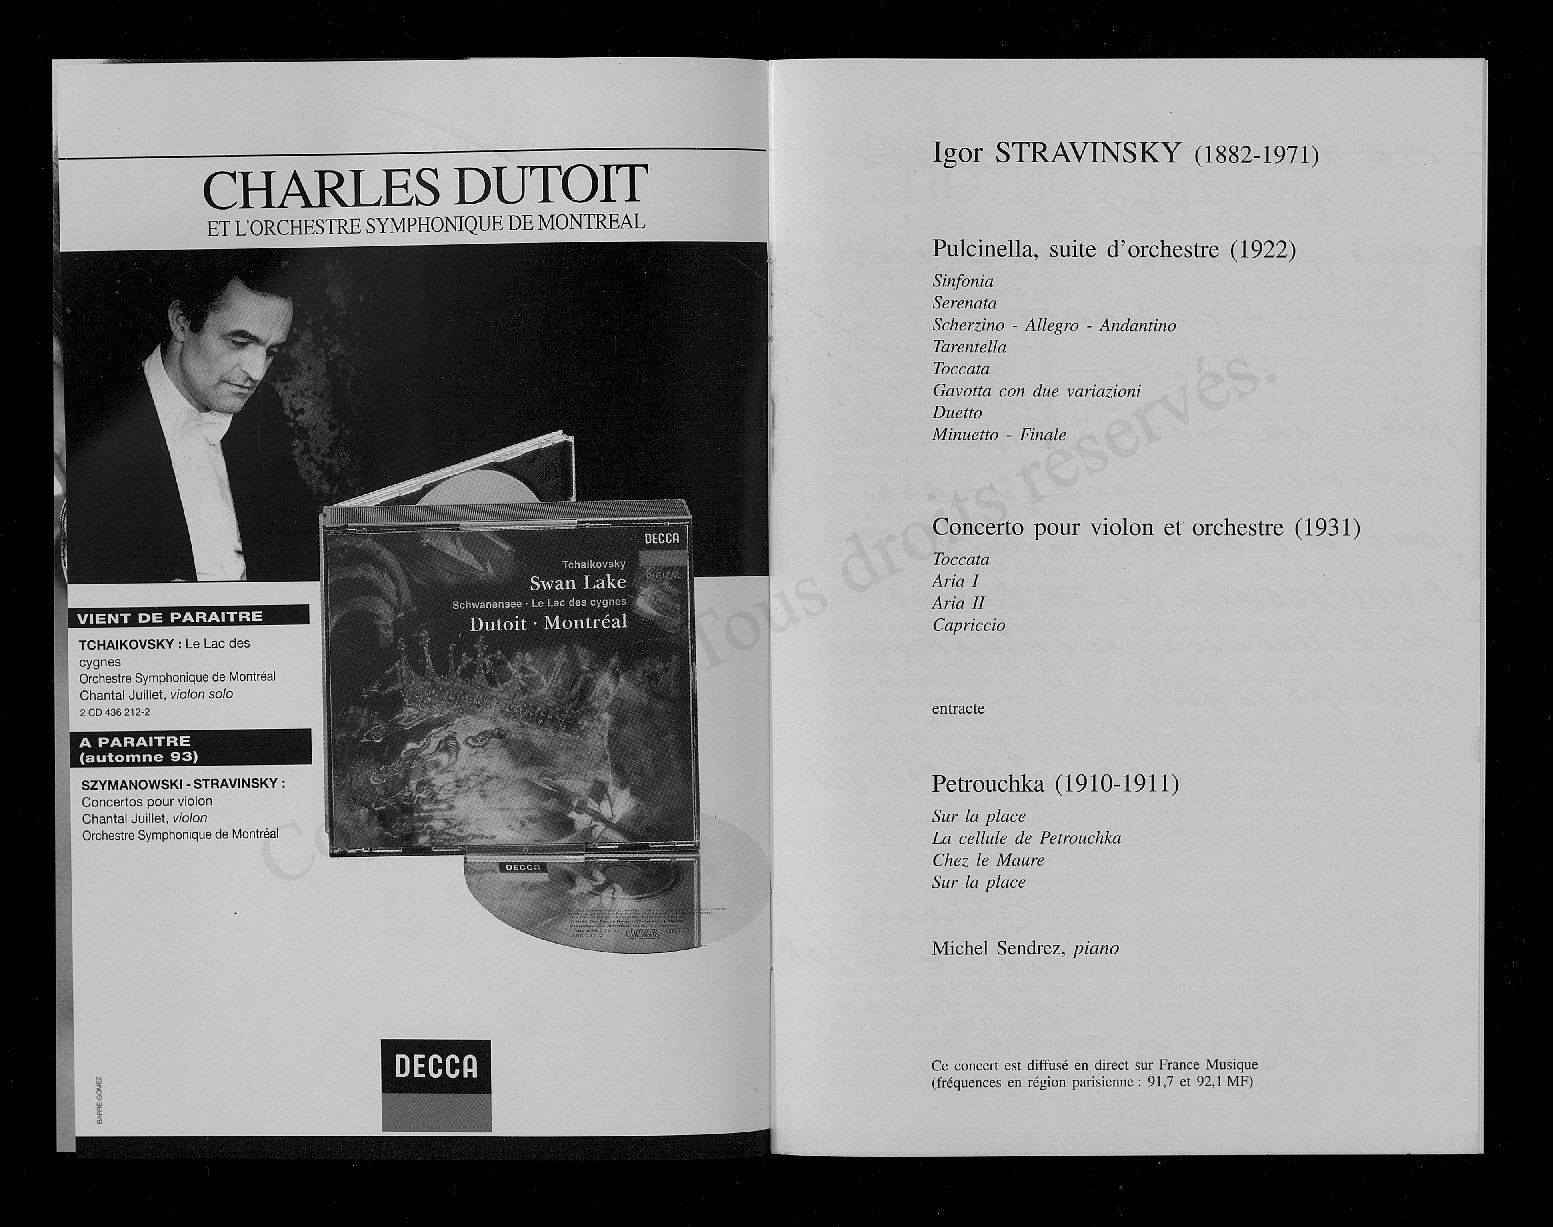 CHARLES DUTOIT
ET L'ORCHESTRE SYMPHONIQUE DE MONTREAL
DECCA
DIGITAL
Tchaikovsky
Swan Lake
Schwanensee · Le Lac des cygnes
Dutoit · Montréal
VIENT DE PARAITRE
TCHAIKOVSKY : Le Lac des
cygnes
Orchestre Symphonique de Montréal
Chantal Juillet, violon solo
2 CD 436 212-2
A PARAITRE
(automne 93)
SZYMANOWSKI - STRAVINSKY :
Concertos pour violon
Chantal Juillet, violon
Orchestre Symphonique de Montréal
DECCA
DECCA
BARRE-GOMEZ
Igor STRAVINSKY (1882-1971)
Pulcinella, suite d'orchestre (1922)
Sinfonia
Serenata
Scherzino - Allegro - Andantino
Tarentella
Toccata
Gavotta con due variazioni
Duetto
Minuetto - Finale
Concerto pour violon et orchestre (1931)
Toccata
Aria I
Aria II
Capriccio
entracte
Petrouchka (1910-1911)
Sur la place
La cellule de Petrouchka
Chez le Maure
Sur la place
Michel Sendrez, piano
Ce concert est diffusé en direct sur France Musique
(fréquences en région parisienne : 91,7 et 92,1 MF)
Tous droits réservés.